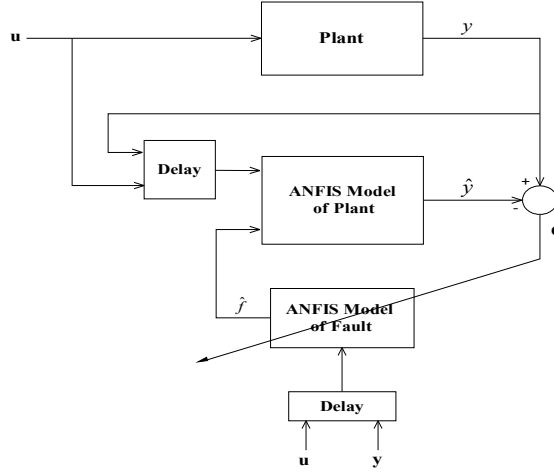 u
Plant
y
Delay
ANFIS Model
of Plant
ŷ
+
-
f̂
ANFIS Model
of Fault
Delay
u
y